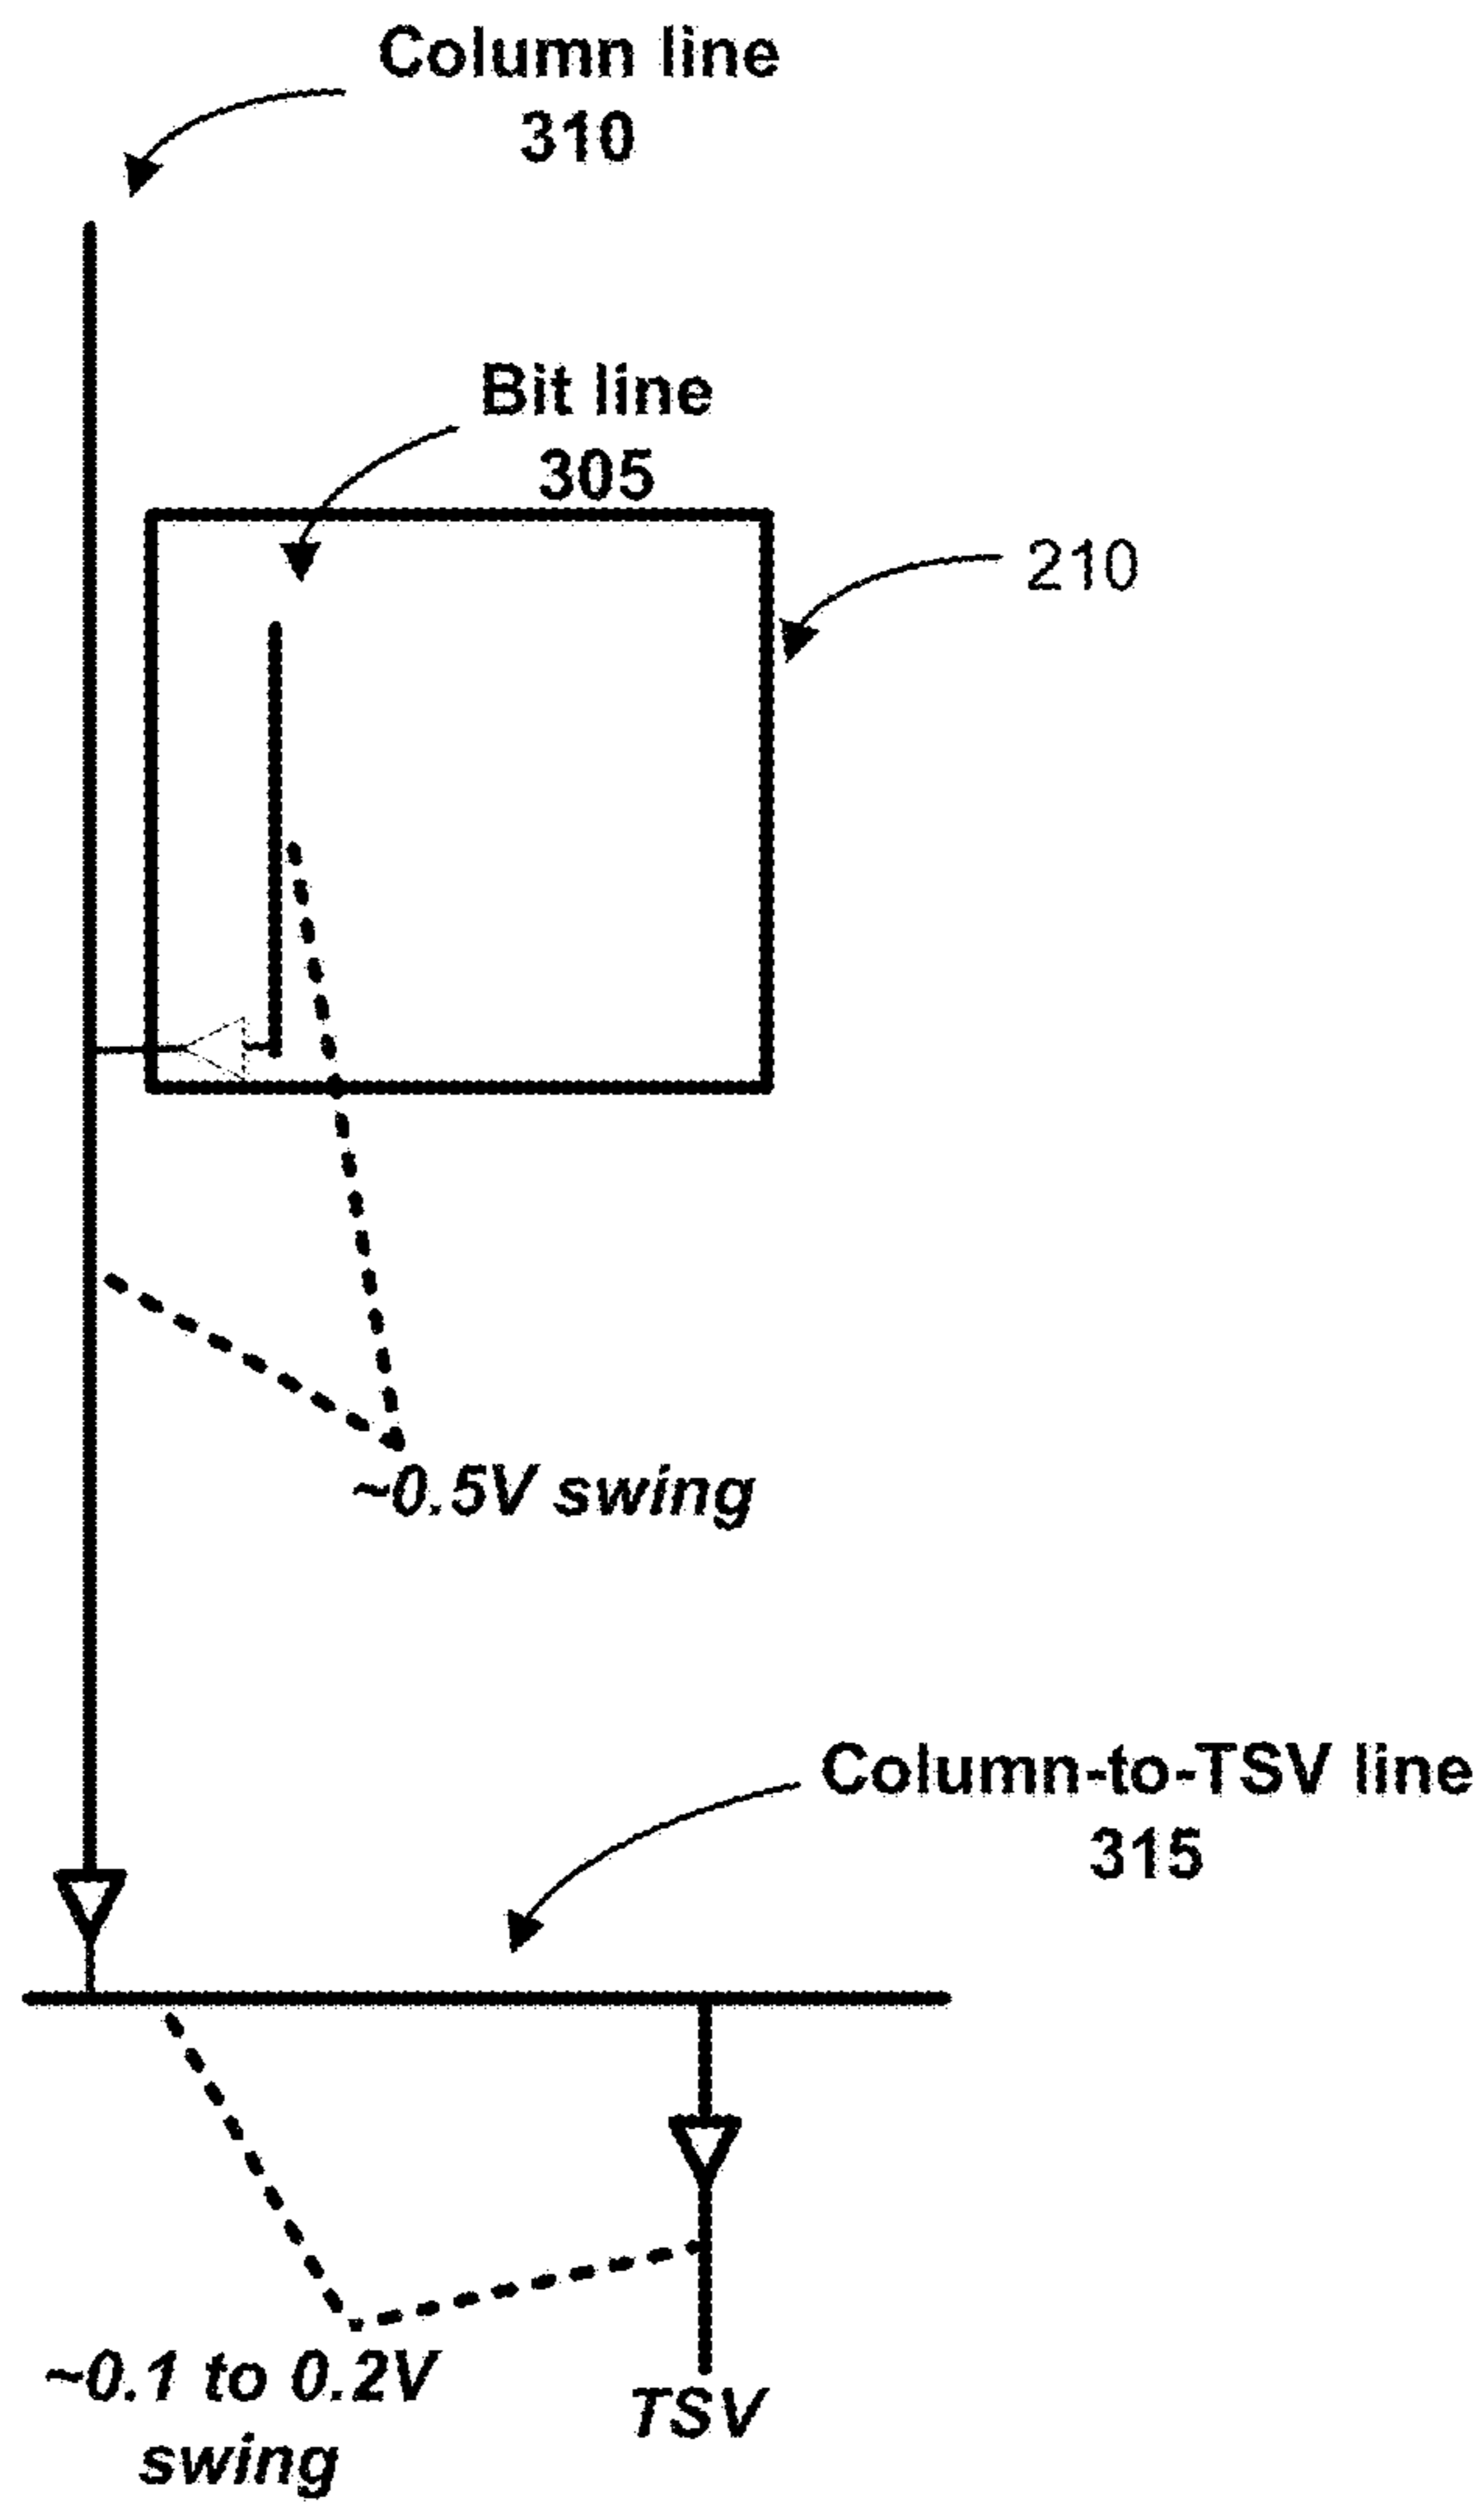 Column line
310
Bit line
305
210
~0.5V swing
Column-to-TSV line
315
~0.1 to 0.2V
swing
TSV